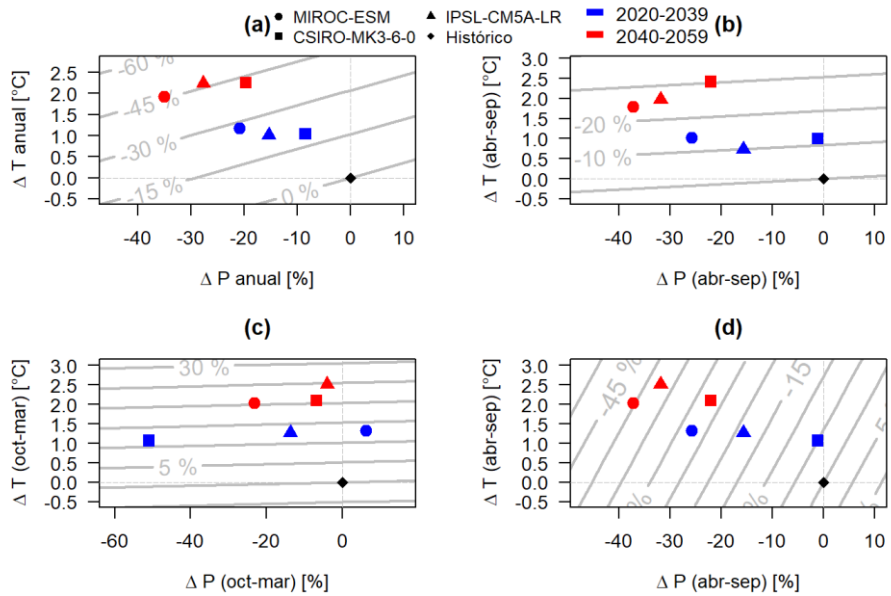 (a) MIROC-ESM IPSL-CM5A-LR 2020-2039
CSIRO-MK3-6-0 Histórico 2040-2059 (b)
Δ T anual [°C]
2.5
2.0
1.5
1.0
0.5
0.0
-0.5
-60 %
-45 %
-30 %
-15 %
0 %
-40 -30 -20 -10 0 10
Δ P anual [%]
Δ T (abr-sep) [°C]
3.0
2.5
2.0
1.5
1.0
0.5
0.0
-0.5
-20 %
-10 %
-40 -30 -20 -10 0 10
Δ P (abr-sep) [%]
(c)
Δ T (oct-mar) [°C]
3.0
2.5
2.0
1.5
1.0
0.5
0.0
-0.5
30 %
5 %
-60 -40 -20 0
Δ P (oct-mar) [%]
(d)
Δ T (abr-sep) [°C]
3.0
2.5
2.0
1.5
1.0
0.5
0.0
-0.5
-45 %
-15
-40 -30 -20 -10 0 10
Δ P (abr-sep) [%]